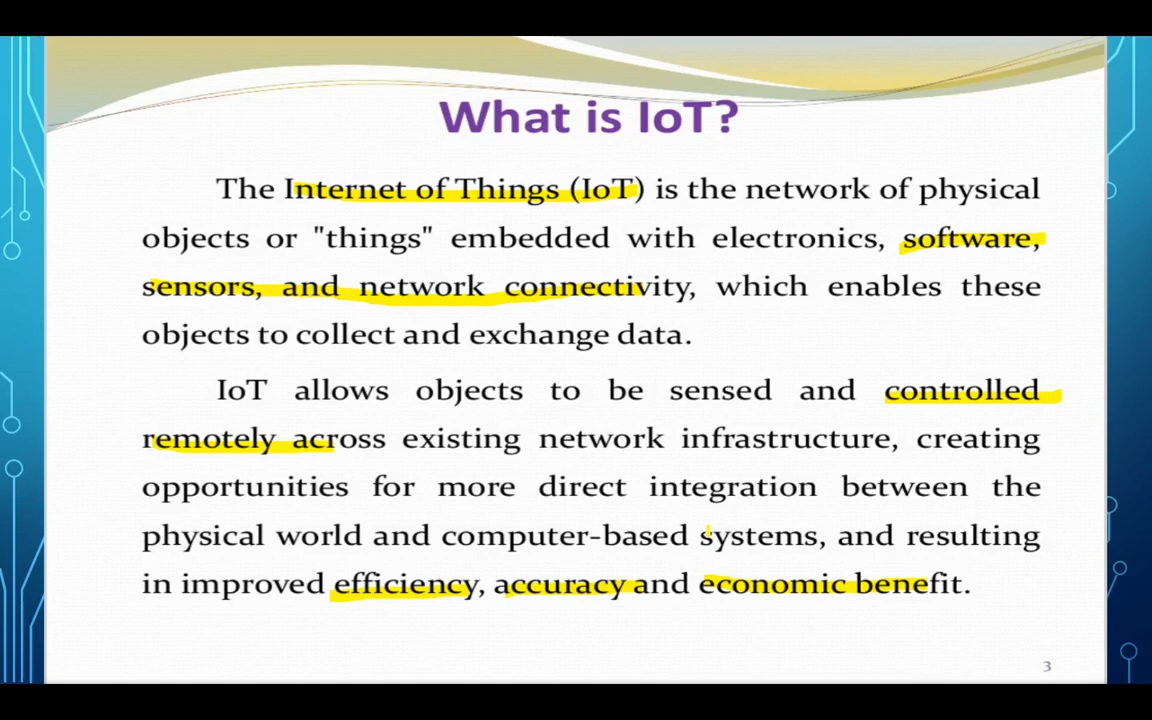 What is IoT?
The Internet of Things (IoT) is the network of physical
objects or "things" embedded with electronics, software,
sensors, and network connectivity, which enables these
objects to collect and exchange data.
IoT allows objects to be sensed and controlled
remotely across existing network infrastructure, creating
opportunities for more direct integration between the
physical world and computer-based systems, and resulting
in improved efficiency, accuracy and economic benefit.
3